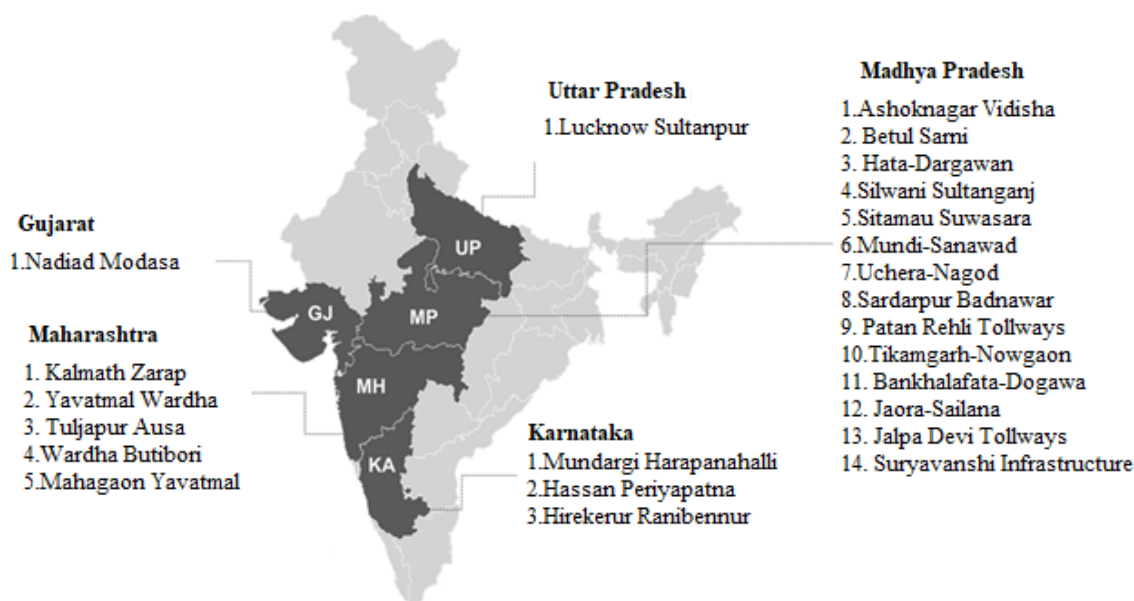 Uttar Pradesh
1.Lucknow Sultanpur
Madhya Pradesh
1.Ashoknagar Vidisha
2. Betul Sarni
3. Hata-Dargawan
4.Silwani Sultanganj
5.Sitamau Suwasara
6.Mundi-Sanawad
7.Uchera-Nagod
8.Sardarpur Badnawar
9. Patan Rehli Tollways
10.Tikamgarh-Nowgaon
11. Bankhalafata-Dogawa
12. Jaora-Sailana
13. Jalpa Devi Tollways
14. Suryavanshi Infrastructure
Gujarat
1.Nadiad Modasa
Maharashtra
1. Kalmath Zarap
2. Yavatmal Wardha
3. Tuljapur Ausa
4.Wardha Butibori
5.Mahagaon Yavatmal
Karnataka
1.Mundargi Harapanahalli
2.Hassan Periyapatna
3.Hirekerur Ranibennur
UP
GJ
MP
MH
KA